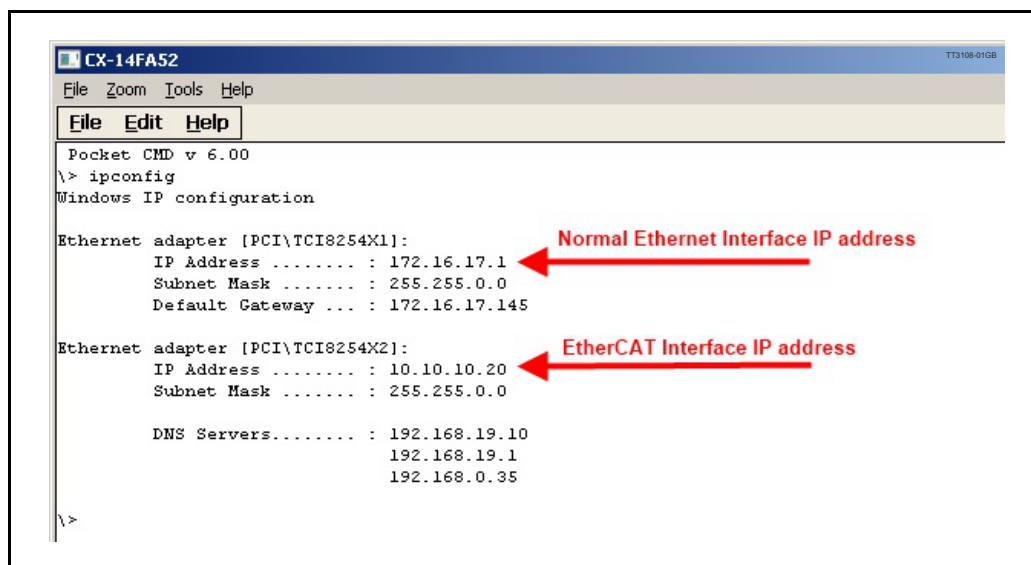 CX-14FA52
TT3108-01GB
File Zoom Tools Help
File Edit Help
Pocket CMD v 6.00
\> ipconfig
Windows IP configuration
Ethernet adapter [PCI\TCI8254X1]:
Normal Ethernet Interface IP address
IP Address ........ : 172.16.17.1
Subnet Mask ....... : 255.255.0.0
Default Gateway ... : 172.16.17.145
Ethernet adapter [PCI\TCI8254X2]:
EtherCAT Interface IP address
IP Address ........ : 10.10.10.20
Subnet Mask ....... : 255.255.0.0
DNS Servers........ : 192.168.19.10
192.168.19.1
192.168.0.35
\>